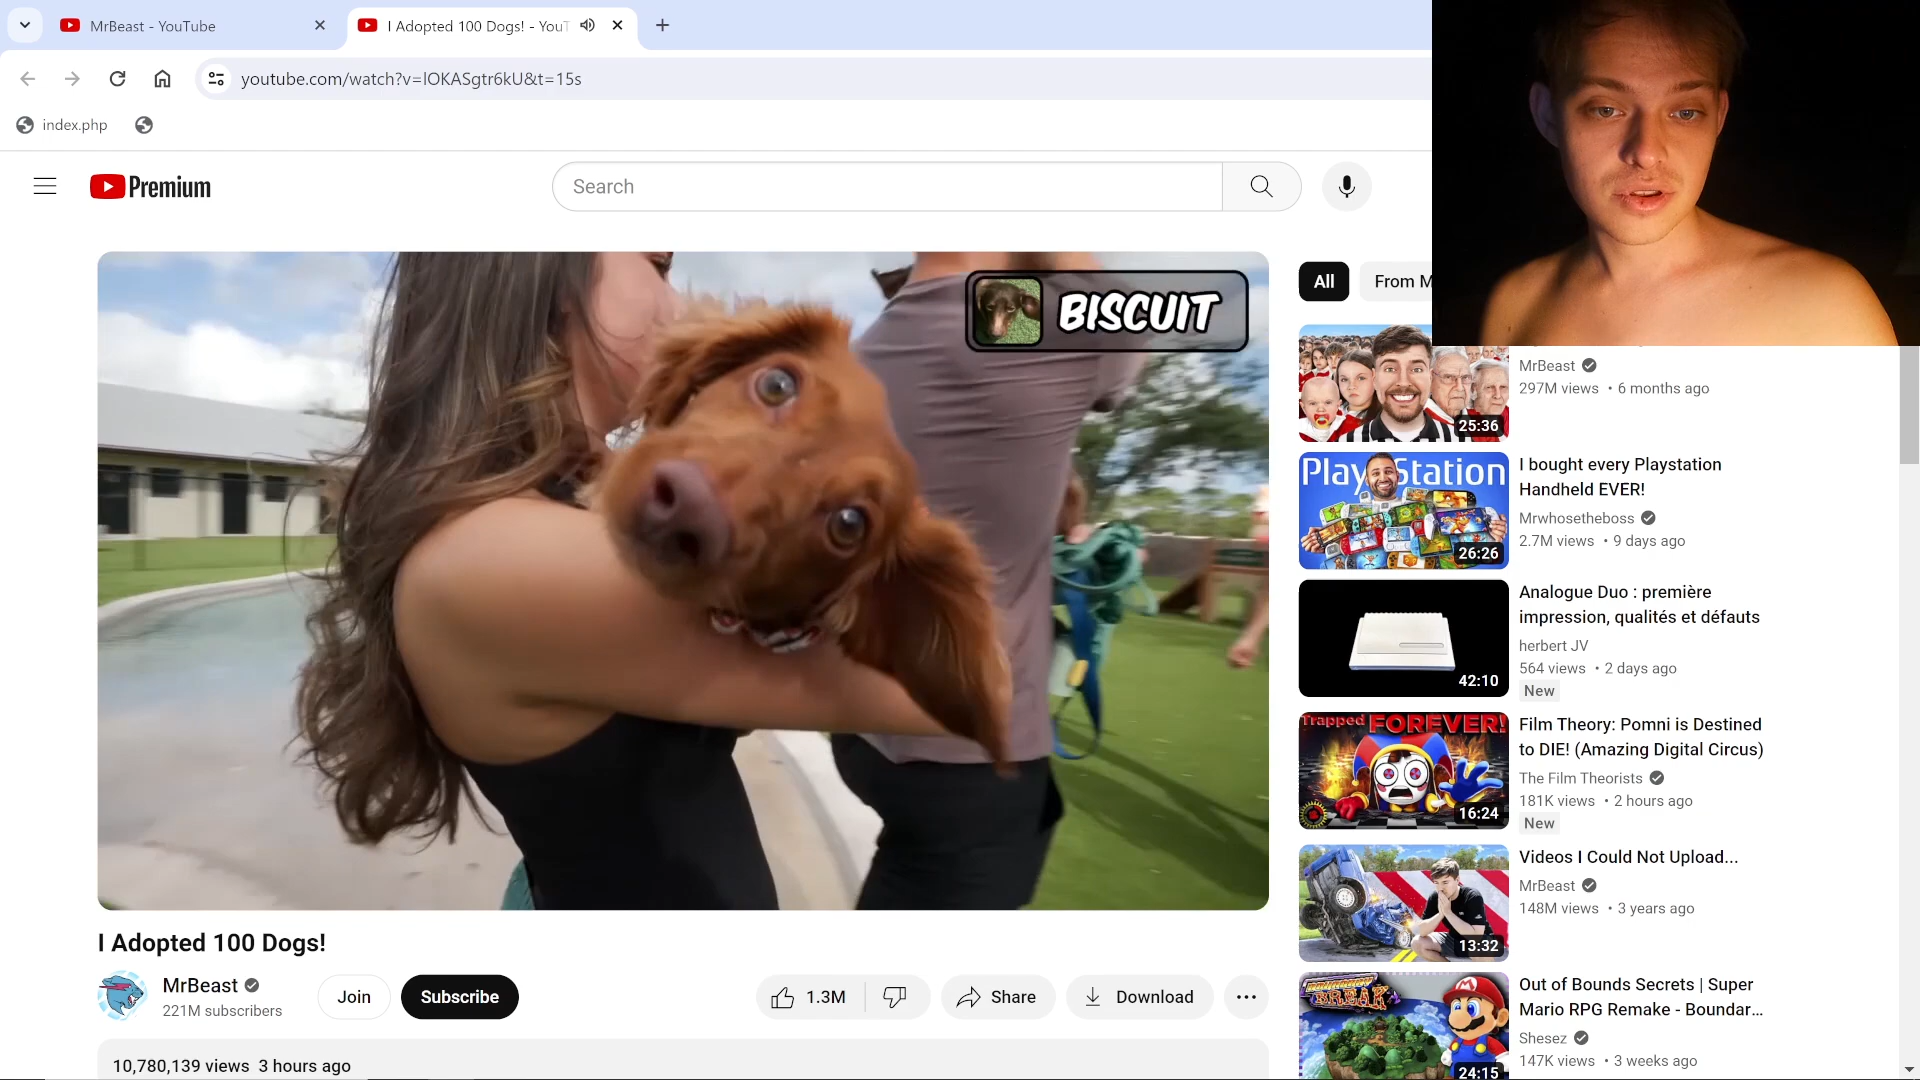 MrBeast - YouTube
I Adopted 100 Dogs! - YouT
youtube.com/watch?v=lOKASgtr6kU&t=15s
index.php
Premium
Search
BISCUIT
All
From M
25:36
MrBeast
297M views • 6 months ago
PlayStation
26:26
I bought every Playstation
Handheld EVER!
Mrwhosetheboss
2.7M views • 9 days ago
42:10
Analogue Duo : première
impression, qualités et défauts
herbert JV
564 views • 2 days ago
New
Trapped FOREVER!
16:24
Film Theory: Pomni is Destined
to DIE! (Amazing Digital Circus)
The Film Theorists
181K views • 2 hours ago
New
13:32
Videos I Could Not Upload...
MrBeast
148M views • 3 years ago
BOUNDARY
BREAK
24:15
Out of Bounds Secrets | Super
Mario RPG Remake - Boundar...
Shesez
147K views • 3 weeks ago
I Adopted 100 Dogs!
MrBeast
221M subscribers
Join
Subscribe
1.3M
Share
Download
10,780,139 views 3 hours ago